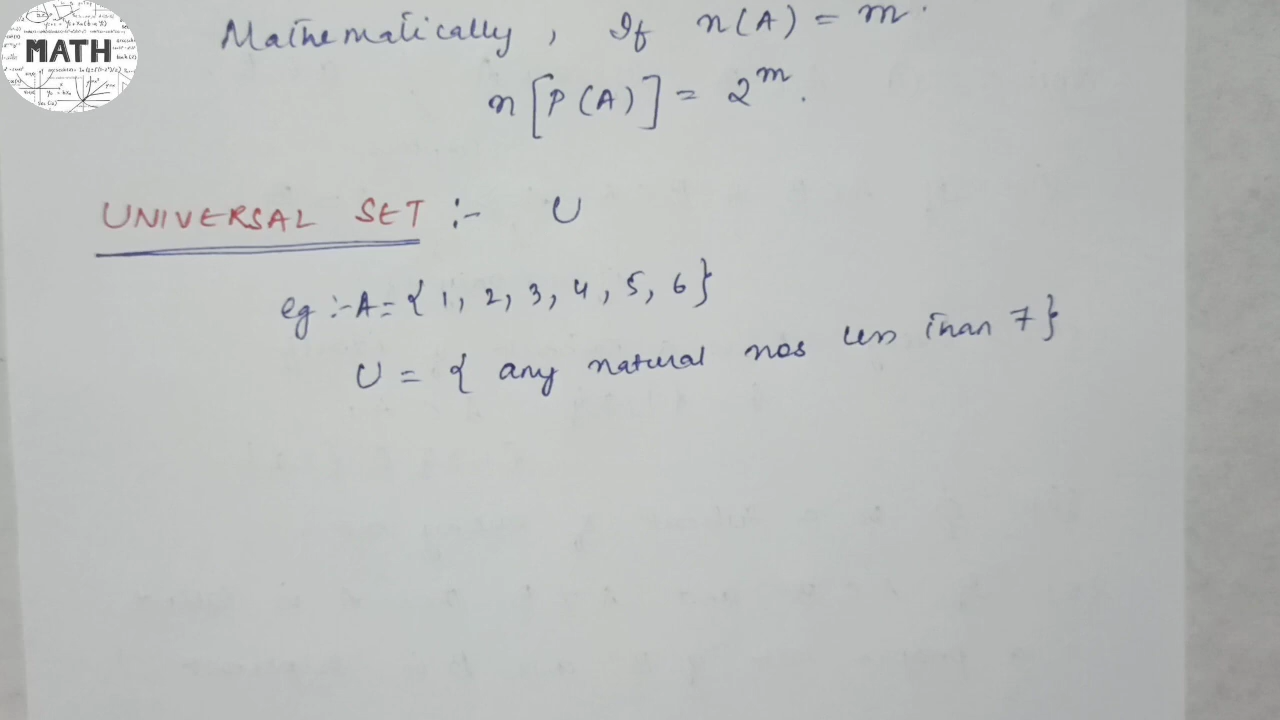 MATH
Mathematically, If n(A) = m.
n[P(A)] = 2^m.
UNIVERSAL SET :- U
eg :- A = {1, 2, 3, 4, 5, 6}
U = { any natural nos less than 7}